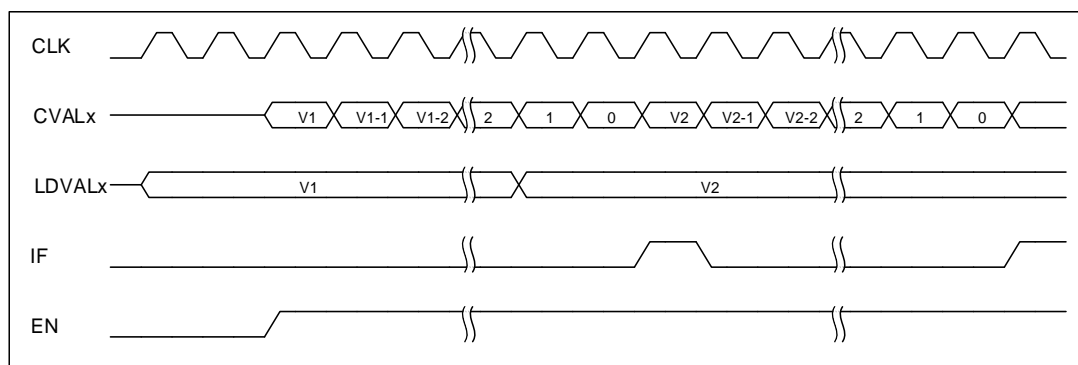 CLK
CVALx V1 V1-1 V1-2 2 1 0 V2 V2-1 V2-2 2 1 0
LDVALx V1 V2
IF
EN